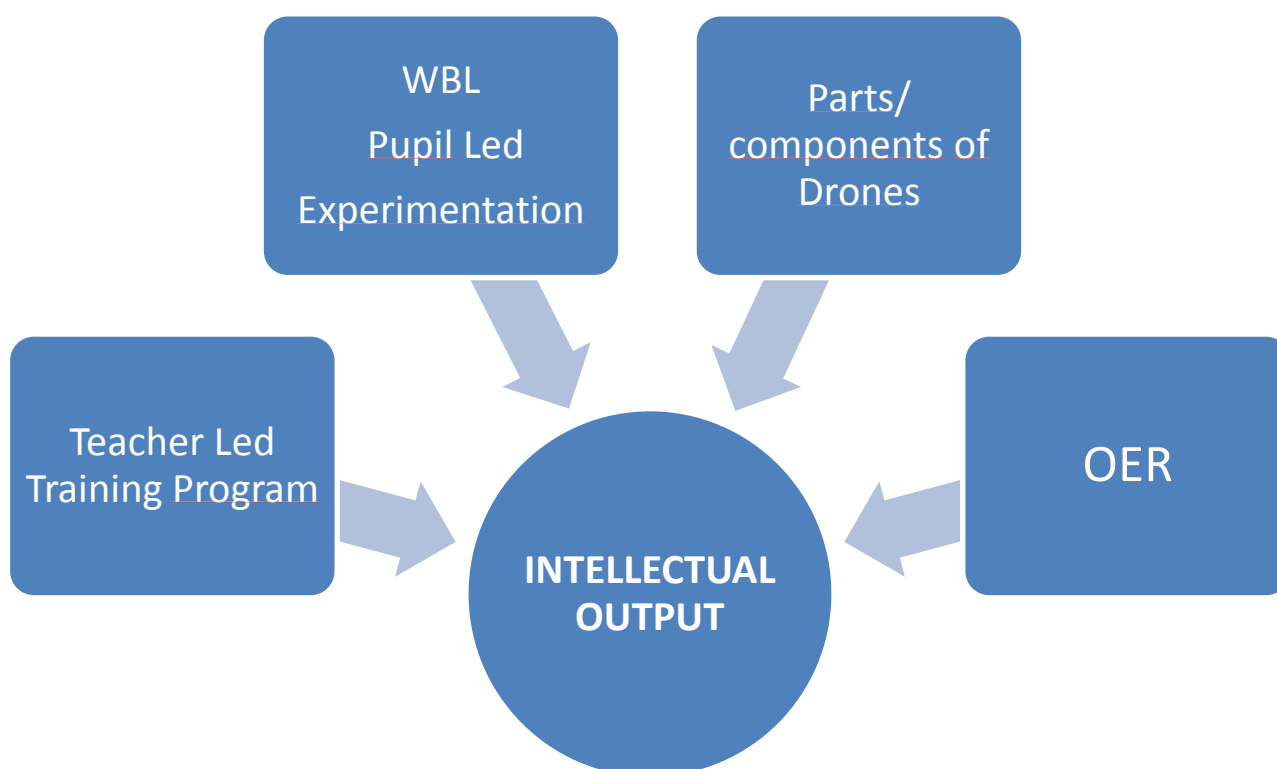 WBL
Pupil Led
Experimentation
Parts/
components of
Drones
Teacher Led
Training Program
OER
INTELLECTUAL
OUTPUT